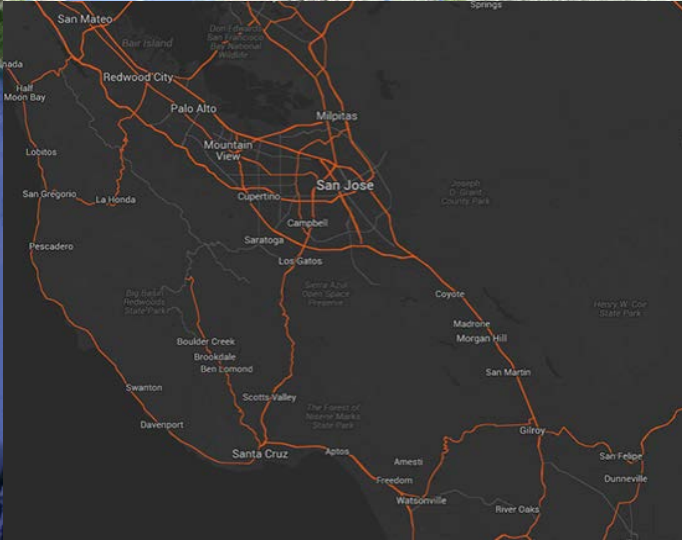 Springs
San Mateo
Don Edwards
San Francisco
Bay National
Wildlife
Bair Island
nada
Redwood City
Half
Moon Bay
Palo Alto
Milpitas
Mountain
View
Lobitos
San Jose
Joseph
D. Grant
County Park
San Gregorio
La Honda
Cupertino
Campbell
Saratoga
Pescadero
Los Gatos
Sierra Azul
Open Space
Preserve
Big Basin
Redwoods
State Park
Coyote
Henry W. Coe
State Park
Madrone
Morgan Hill
Boulder Creek
Brookdale
Ben Lomond
San Martin
Swanton
Scotts Valley
The Forest of
Nisene Marks
State Park
Davenport
Gilroy
Santa Cruz
Aptos
Amesti
San Felipe
Freedom
Dunneville
Watsonville
River Oaks